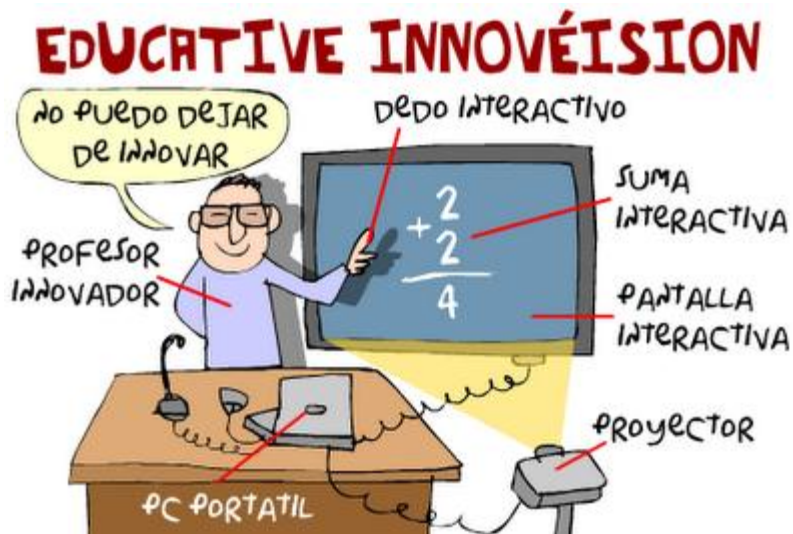 EDUCATIVE INNOVÉISION
NO PUEDO DEJAR
DE INNOVAR
DEDO INTERACTIVO
PROFESOR
INNOVADOR
2
+
2
4
SUMA
INTERACTIVA
PANTALLA
INTERACTIVA
PROYECTOR
PC PORTATIL